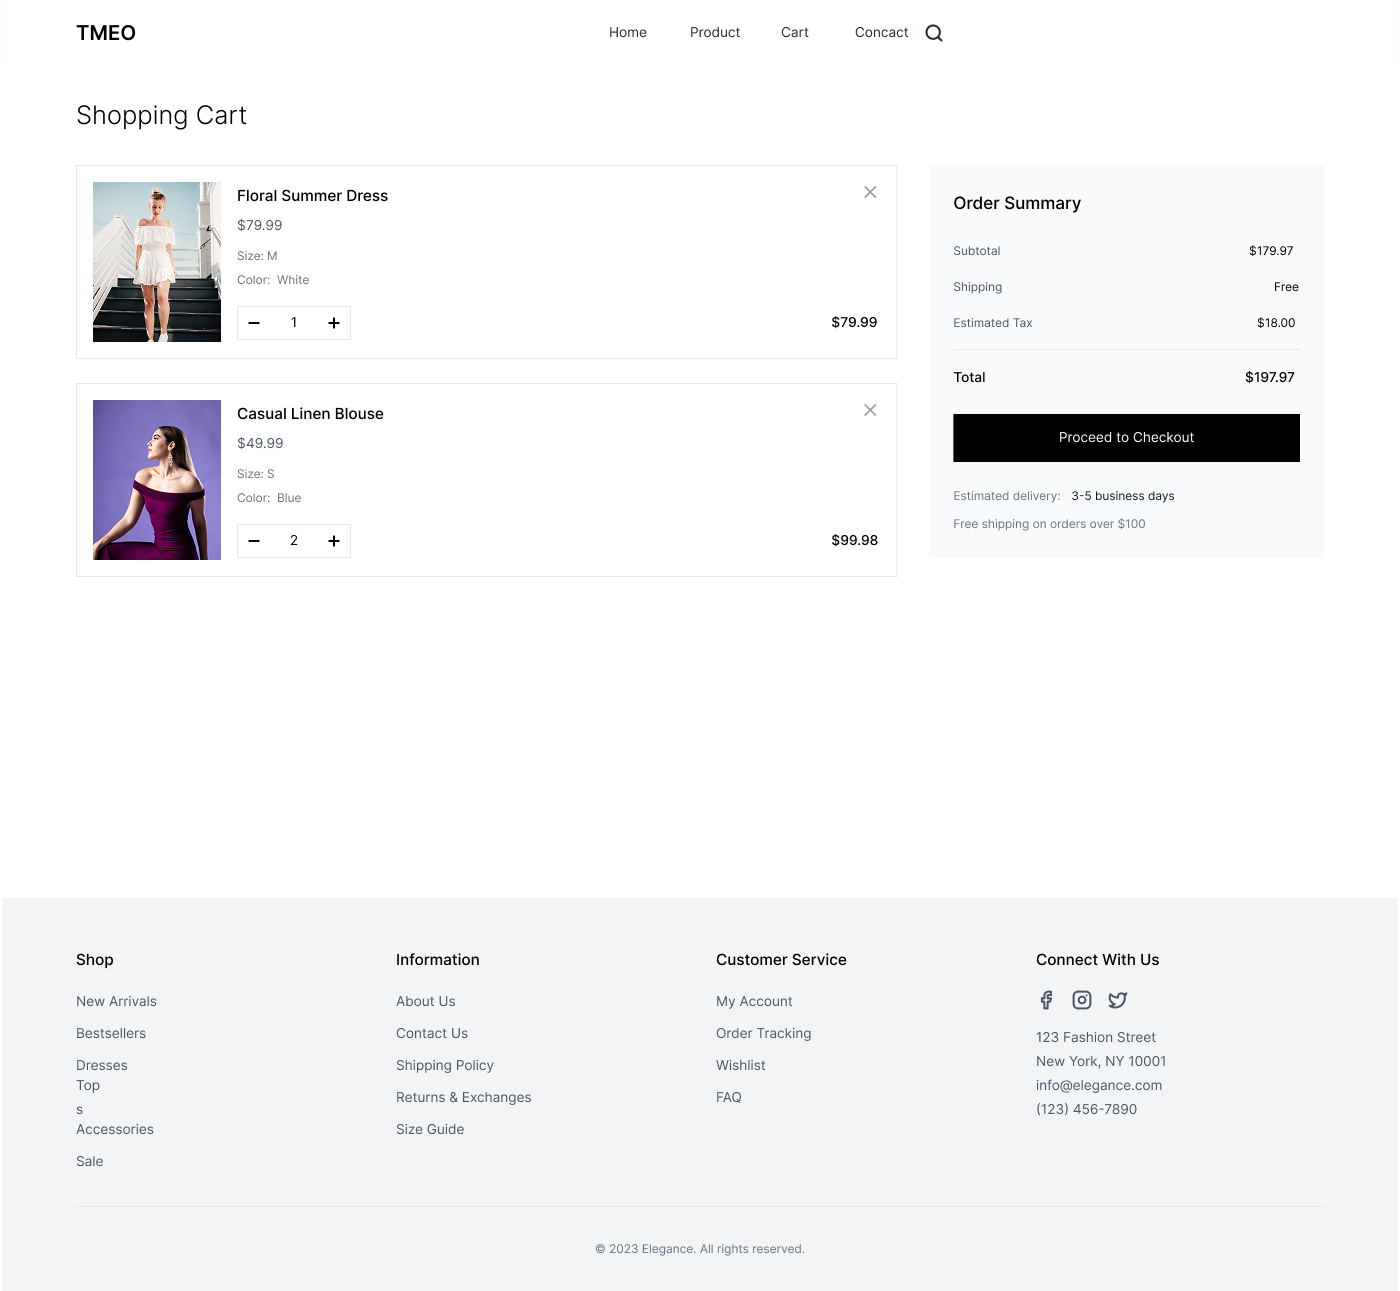 TMEO
Home Product Cart Concact
Shopping Cart
Floral Summer Dress
$79.99
Size: M
Color: White
1
$79.99
Casual Linen Blouse
$49.99
Size: S
Color: Blue
2
$99.98
Order Summary
Subtotal $179.97
Shipping Free
Estimated Tax $18.00
Total $197.97
Proceed to Checkout
Estimated delivery: 3-5 business days
Free shipping on orders over $100
Shop
New Arrivals
Bestsellers
Dresses
Top
s
Accessories
Sale
Information
About Us
Contact Us
Shipping Policy
Returns & Exchanges
Size Guide
Customer Service
My Account
Order Tracking
Wishlist
FAQ
Connect With Us
123 Fashion Street
New York, NY 10001
info@elegance.com
(123) 456-7890
© 2023 Elegance. All rights reserved.